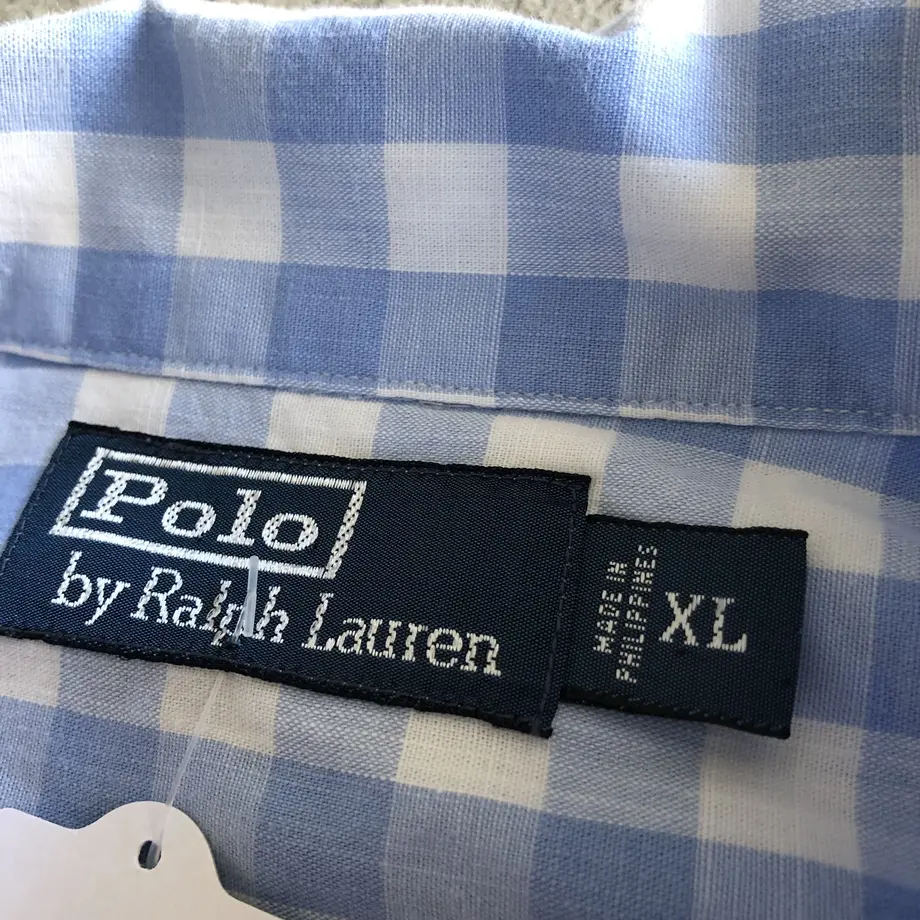 Polo
by Ralph Lauren
MADE IN
PHILIPPINES
XL